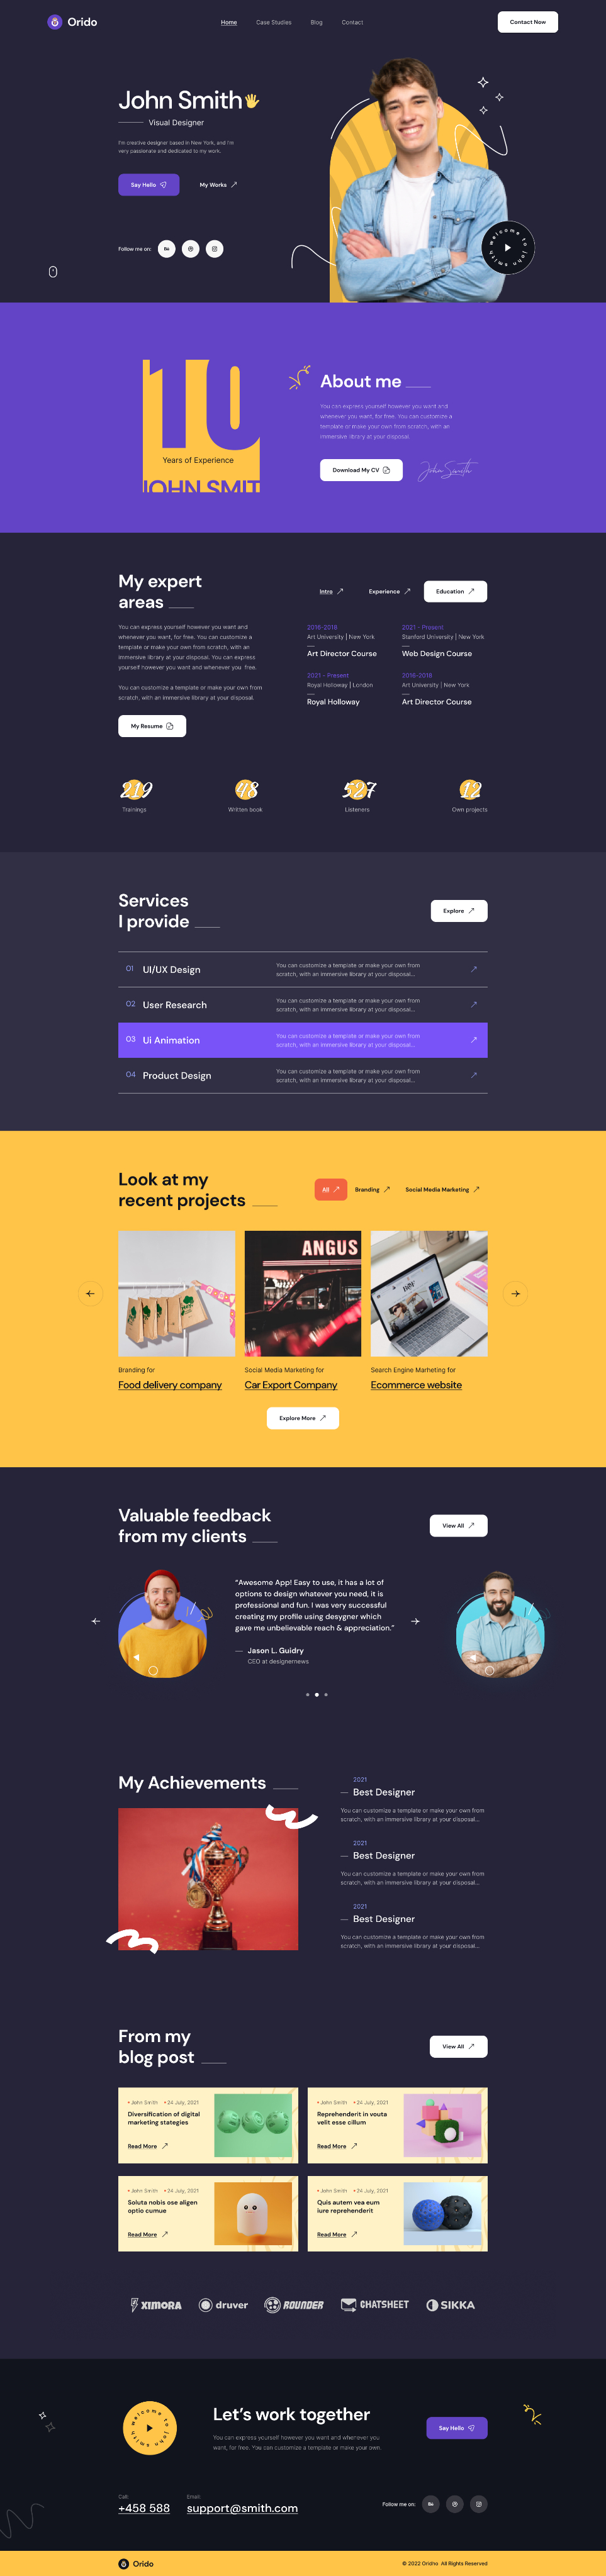 Orido
Home Case Studies Blog Contact
Contact Now
John Smith
Visual Designer
I'm creative designer based in New York, and I'm
very passionate and dedicated to my work.
Say Hello
My Works
Follow me on:
welcome to john smith
10
Years of Experience
JOHN SMIT
About me
You can express yourself however you want and
whenever you want, for free. You can customize a
template or make your own from scratch, with an
immersive library at your disposal.
Download My CV
John Smith
My expert
areas
Intro Experience Education
You can express yourself however you want and
whenever you want, for free. You can customize a
template or make your own from scratch, with an
immersive library at your disposal. You can express
yourself however you want and whenever you free.
You can customize a template or make your own from
scratch, with an immersive library at your disposal.
My Resume
2016-2018
Art University | New York
Art Director Course
2021 - Present
Stanford University | New York
Web Design Course
2021 - Present
Royal Holloway | London
Royal Holloway
2016-2018
Art University | New York
Art Director Course
219
Trainings
48
Written book
527
Listeners
12
Own projects
Services
I provide
Explore
01 UI/UX Design
You can customize a template or make your own from
scratch, with an immersive library at your disposal...
02 User Research
You can customize a template or make your own from
scratch, with an immersive library at your disposal...
03 Ui Animation
You can customize a template or make your own from
scratch, with an immersive library at your disposal...
04 Product Design
You can customize a template or make your own from
scratch, with an immersive library at your disposal...
Look at my
recent projects
All Branding Social Media Marketing
ANGUS
Branding for
Food delivery company
Social Media Marketing for
Car Export Company
Search Engine Marheting for
Ecommerce website
Explore More
Valuable feedback
from my clients
View All
“Awesome App! Easy to use, it has a lot of
options to design whatever you need, it is
professional and fun. I was very successful
creating my profile using desygner which
gave me unbelievable reach & appreciation.”
Jason L. Guidry
CEO at designernews
My Achievements
2021
Best Designer
You can customize a template or make your own from
scratch, with an immersive library at your disposal...
2021
Best Designer
You can customize a template or make your own from
scratch, with an immersive library at your disposal...
2021
Best Designer
You can customize a template or make your own from
scratch, with an immersive library at your disposal...
From my
blog post
View All
John Smith 24 July, 2021
Diversification of digital
marketing stategies
Read More
John Smith 24 July, 2021
Reprehenderit in vouta
velit esse cillum
Read More
John Smith 24 July, 2021
Soluta nobis ose aligen
optio cumue
Read More
John Smith 24 July, 2021
Quis autem vea eum
iure reprehenderit
Read More
XIMORA druver ROUNDER CHATSHEET SIKKA
welcome to john smith
Let's work together
You can express yourself however you want and whenever you
want, for free. You can customize a template or make your own.
Say Hello
Call:
+458 588
Email:
support@smith.com
Follow me on:
Orido
© 2022 Oridho All Rights Reserved